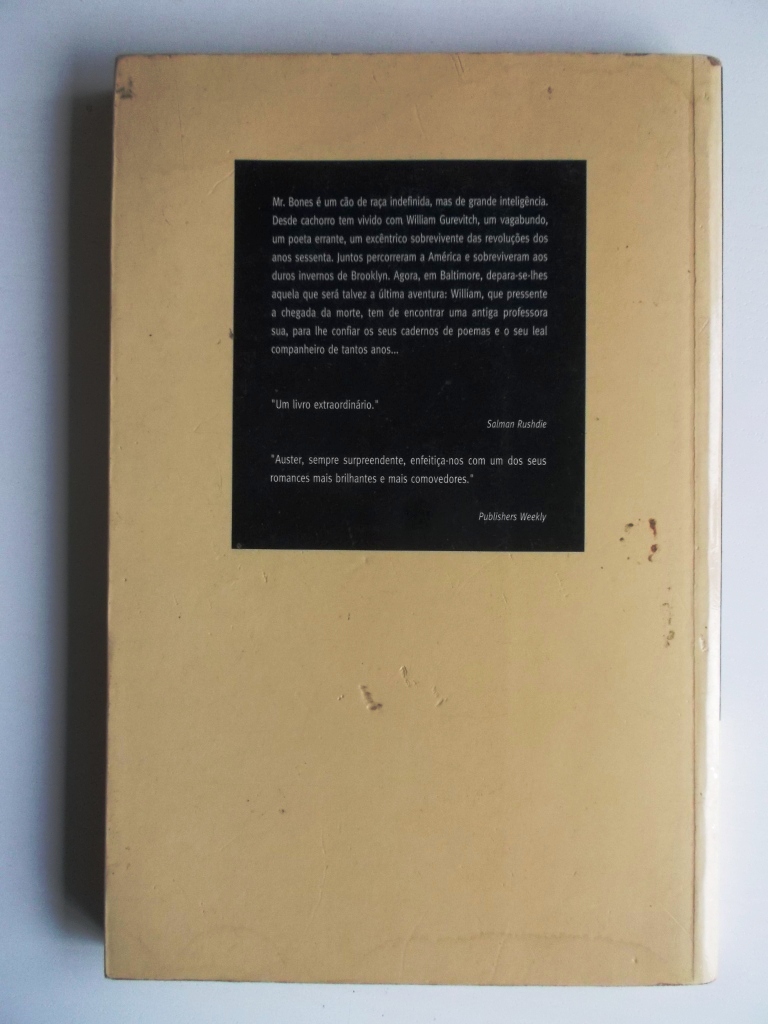 Mr. Bones é um cão de raça indefinida, mas de grande inteligência.
Desde cachorro tem vivido com William Gurevitch, um vagabundo,
um poeta errante, um excêntrico sobrevivente das revoluções dos
anos sessenta. Juntos percorreram a América e sobreviveram aos
duros invernos de Brooklyn. Agora, em Baltimore, depara-se-lhes
aquela que será talvez a última aventura: William, que pressente
a chegada da morte, tem de encontrar uma antiga professora
sua, para lhe confiar os seus cadernos de poemas e o seu leal
companheiro de tantos anos...
"Um livro extraordinário."
Salman Rushdie
"Auster, sempre surpreendente, enfeitiça-nos com um dos seus
romances mais brilhantes e mais comovedores."
Publishers Weekly